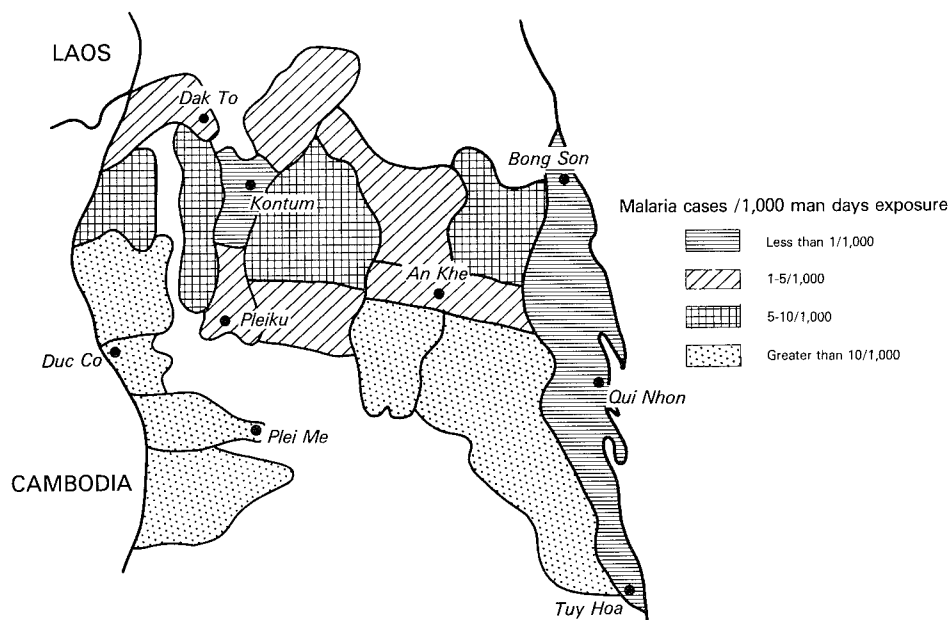 LAOS
Dak To
Bong Son
Kontum
Malaria cases /1,000 man days exposure
Less than 1/1,000
An Khe
1-5/1,000
Pleiku
5-10/1,000
Duc Co
Greater than 10/1,000
Qui Nhon
Plei Me
CAMBODIA
Tuy Hoa